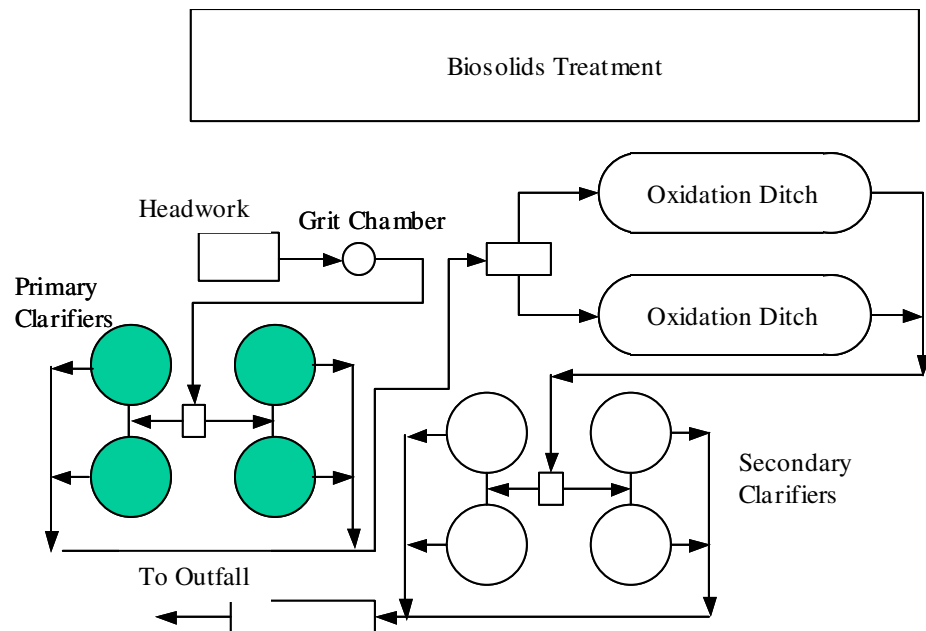 Biosolids Treatment
Oxidation Ditch
Headwork
Grit Chamber
Primary
Clarifiers
Oxidation Ditch
Secondary
Clarifiers
To Outfall